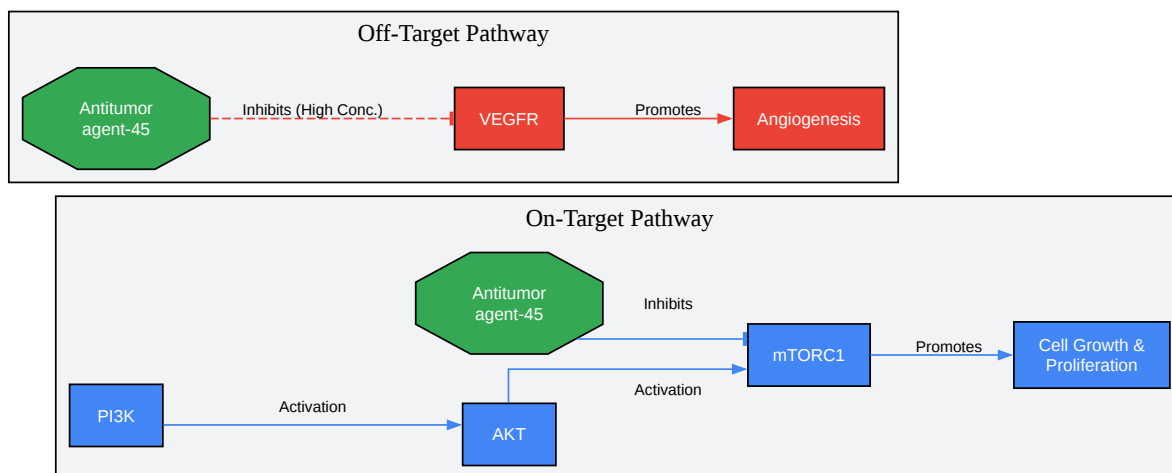 Off-Target Pathway
Antitumor
agent-45
Inhibits (High Conc.)
VEGFR
Promotes
Angiogenesis
On-Target Pathway
Antitumor
agent-45
Inhibits
mTORC1
Promotes
Cell Growth &
Proliferation
PI3K
Activation
AKT
Activation